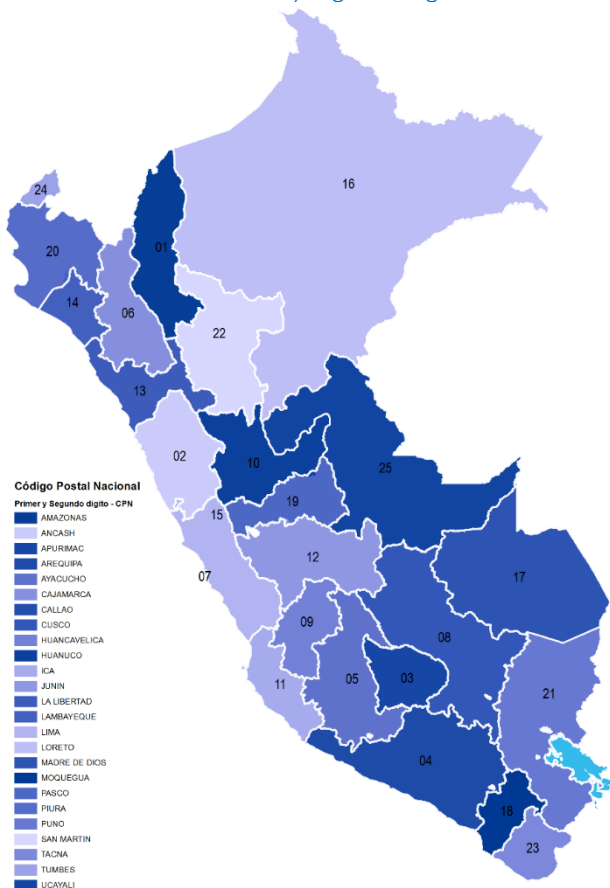 16
24
01
20
14
06
22
13
02
10
25
Código Postal Nacional
Primer y Segundo digito - CPN
AMAZONAS
ANCASH
APURIMAC
AREQUIPA
AYACUCHO
CAJAMARCA
CALLAO
CUSCO
HUANCAVELICA
HUANUCO
ICA
JUNIN
LA LIBERTAD
LAMBAYEQUE
LIMA
LORETO
MADRE DE DIOS
MOQUEGUA
PASCO
PIURA
PUNO
SAN MARTIN
TACNA
TUMBES
UCAYALI
15
19
12
07
17
09
08
11
05
03
21
04
18
23